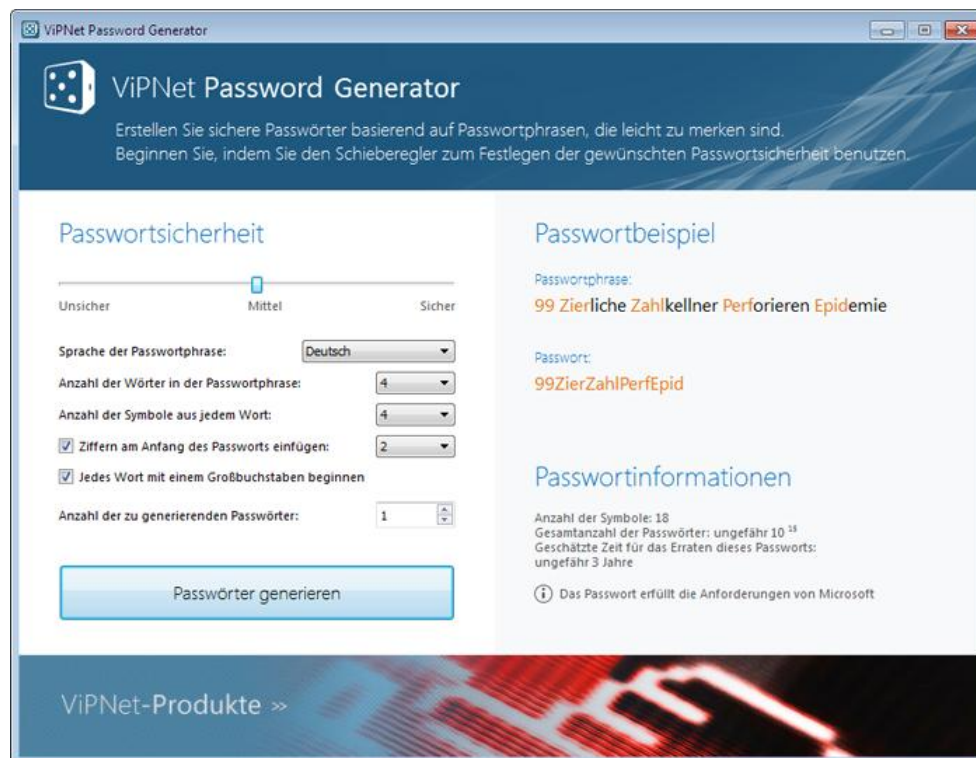 ViPNet Password Generator
ViPNet Password Generator
Erstellen Sie sichere Passwörter basierend auf Passwortphrasen, die leicht zu merken sind.
Beginnen Sie, indem Sie den Schieberegler zum Festlegen der gewünschten Passwortsicherheit benutzen.
Passwortsicherheit
Unsicher Mittel Sicher
Sprache der Passwortphrase: Deutsch
Anzahl der Wörter in der Passwortphrase: 4
Anzahl der Symbole aus jedem Wort: 4
Ziffern am Anfang des Passworts einfügen: 2
Jedes Wort mit einem Großbuchstaben beginnen
Anzahl der zu generierenden Passwörter: 1
Passwörter generieren
Passwortbeispiel
Passwortphrase:
99 Zierliche Zahlkellner Perforieren Epidemie
Passwort:
99ZierZahlPerfEpid
Passwortinformationen
Anzahl der Symbole: 18
Gesamtanzahl der Passwörter: ungefähr 10 ¹⁸
Geschätzte Zeit für das Erraten dieses Passworts:
ungefähr 3 Jahre
Das Passwort erfüllt die Anforderungen von Microsoft
ViPNet-Produkte »